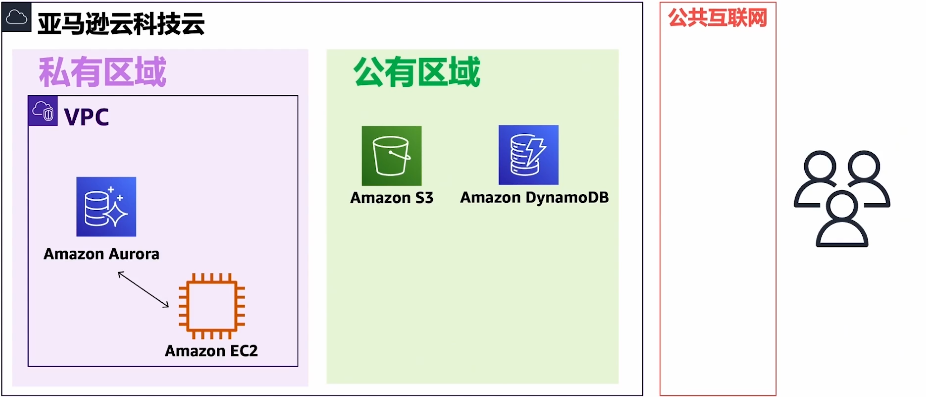 亚马逊云科技云
公共互联网
私有区域
公有区域
VPC
Amazon S3
Amazon DynamoDB
Amazon Aurora
Amazon EC2